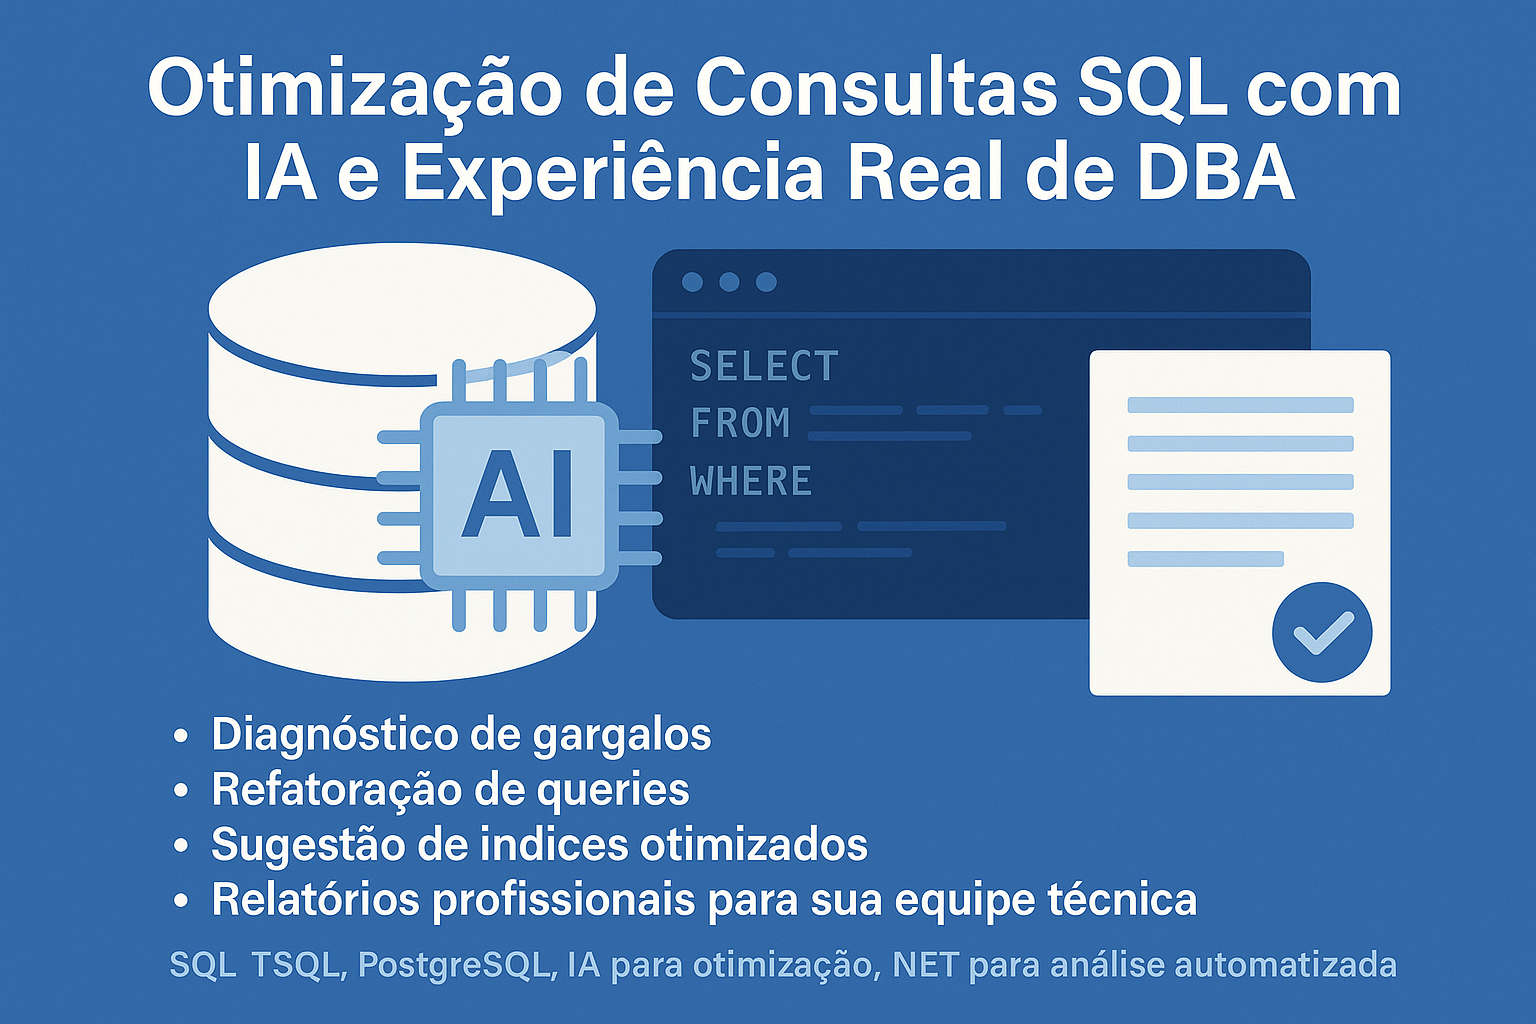 Otimização de Consultas SQL com
IA e Experiência Real de DBA
AI
SELECT
FROM
WHERE
• Diagnóstico de gargalos
• Refatoração de queries
• Sugestão de indices otimizados
• Relatórios profissionais para sua equipe técnica
SQL TSQL, PostgreSQL, IA para otimização, NET para análise automatizada